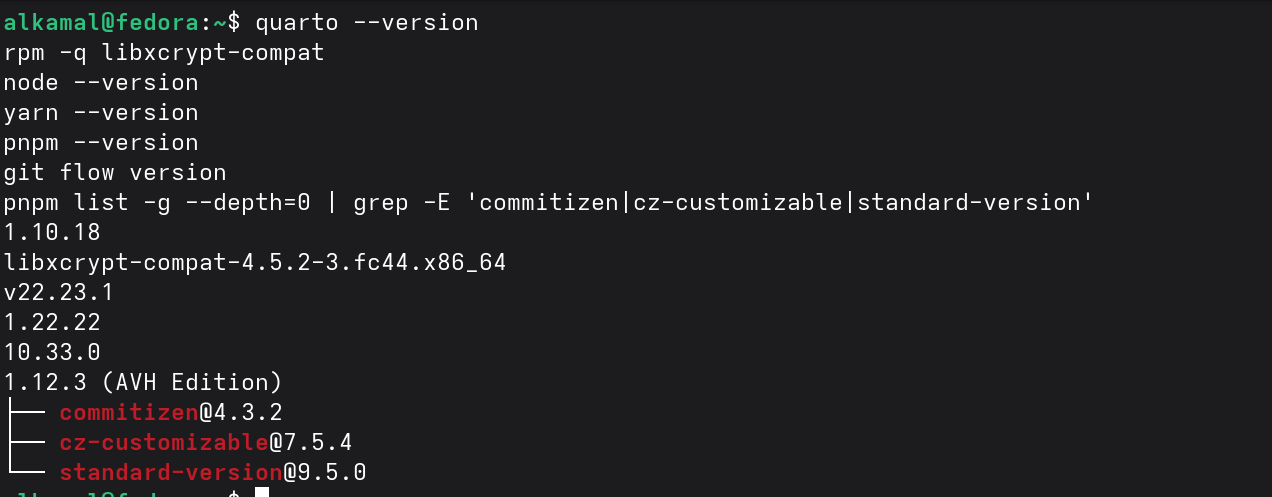 alkamal@fedora:~$ quarto --version
rpm -q libxcrypt-compat
node --version
yarn --version
pnpm --version
git flow version
pnpm list -g --depth=0 | grep -E 'commitizen|cz-customizable|standard-version'
1.10.18
libxcrypt-compat-4.5.2-3.fc44.x86_64
v22.23.1
1.22.22
10.33.0
1.12.3 (AVH Edition)
├── commitizen@4.3.2
├── cz-customizable@7.5.4
└── standard-version@9.5.0
alkamal@fedora:~$